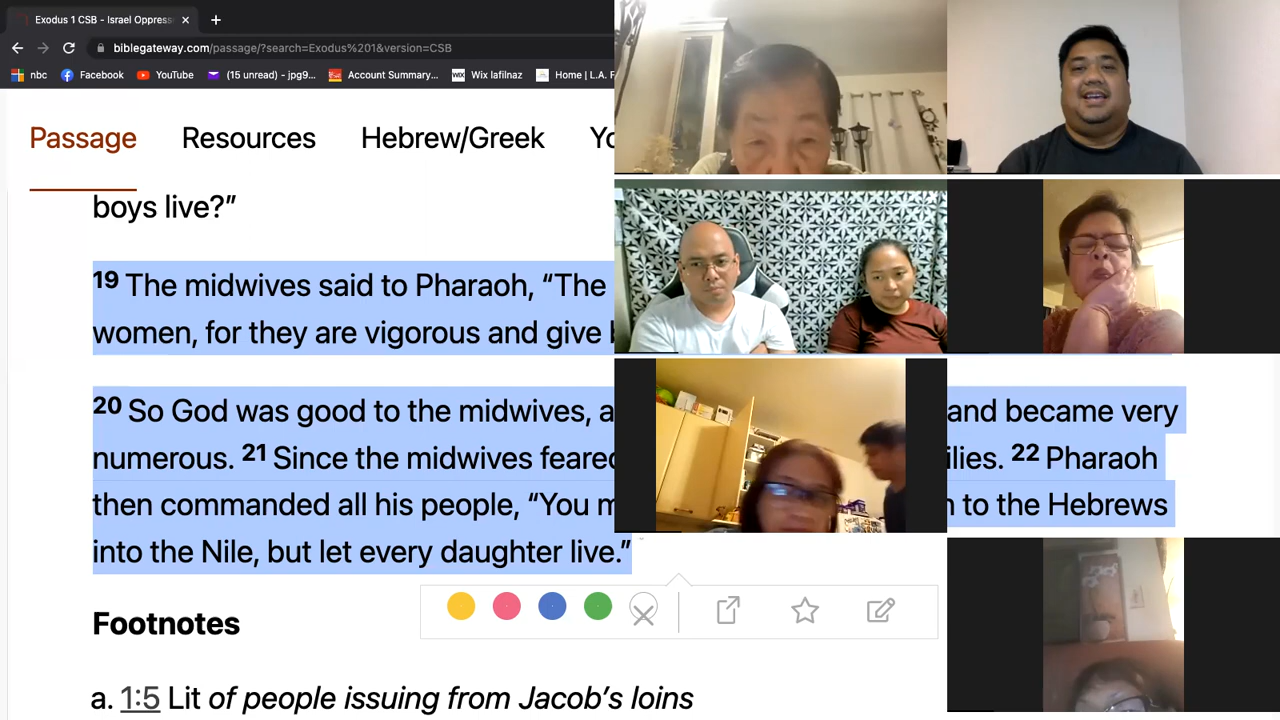 Exodus 1 CSB - Israel Oppress
biblegateway.com/passage/?search=Exodus%201&version=CSB
nbc Facebook YouTube (15 unread) - jpg9... Account Summary... Wix lafilnaz Home | L.A. F
Passage Resources Hebrew/Greek Yo
boys live?”
19 The midwives said to Pharaoh, “The
women, for they are vigorous and give b
20 So God was good to the midwives, a and became very
numerous. 21 Since the midwives feared ilies. 22 Pharaoh
then commanded all his people, “You m n to the Hebrews
into the Nile, but let every daughter live.”
Footnotes
a. 1:5 Lit of people issuing from Jacob’s loins